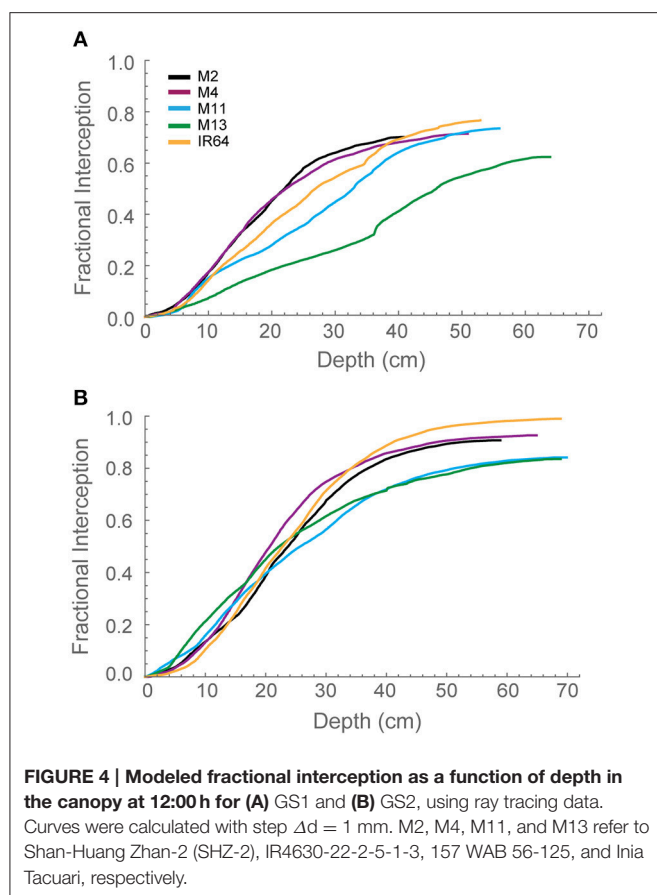 A
1.0
0.8
0.6
0.4
0.2
0.0
Fractional Interception
M2
M4
M11
M13
IR64
0 10 20 30 40 50 60 70
Depth (cm)
B
1.0
0.8
0.6
0.4
0.2
0.0
Fractional Interception
0 10 20 30 40 50 60 70
Depth (cm)
FIGURE 4 | Modeled fractional interception as a function of depth in
the canopy at 12:00 h for (A) GS1 and (B) GS2, using ray tracing data.
Curves were calculated with step Δd = 1 mm. M2, M4, M11, and M13 refer to
Shan-Huang Zhan-2 (SHZ-2), IR4630-22-2-5-1-3, 157 WAB 56-125, and Inia
Tacuari, respectively.